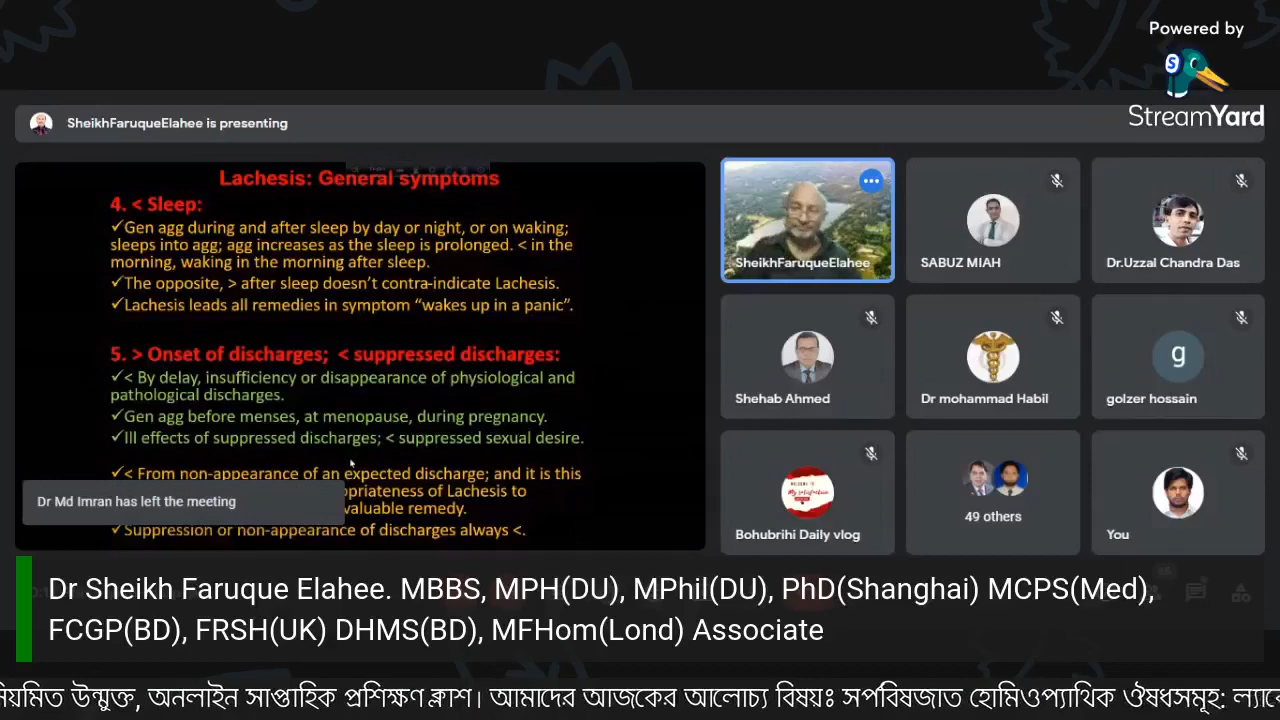 Powered by
S
StreamYard
SheikhFaruqueElahee is presenting
Lachesis: General symptoms
4. < Sleep:
✓Gen agg during and after sleep by day or night, or on waking;
sleeps into agg; agg increases as the sleep is prolonged. < in the
morning, waking in the morning after sleep.
✓The opposite, > after sleep doesn't contra-indicate Lachesis.
✓Lachesis leads all remedies in symptom “wakes up in a panic”.
5. > Onset of discharges; < suppressed discharges:
✓< By delay, insufficiency or disappearance of physiological and
pathological discharges.
✓Gen agg before menses, at menopause, during pregnancy.
✓Ill effects of suppressed discharges; < suppressed sexual desire.
✓< From non-appearance of an expected discharge; and it is this
of Lachesis to
valuable remedy.
✓Suppression or non-appearance of discharges always <.
Dr Md Imran has left the meeting
SheikhFaruqueElahee
SABUZ MIAH
Dr.Uzzal Chandra Das
Shehab Ahmed
Dr mohammad Habil
g
golzer hossain
Bohubrihi Daily vlog
49 others
You
Dr Sheikh Faruque Elahee. MBBS, MPH(DU), MPhil(DU), PhD(Shanghai) MCPS(Med),
FCGP(BD), FRSH(UK) DHMS(BD), MFHom(Lond) Associate
উন্মুক্ত, অনলাইন সাপ্তাহিক প্রশিক্ষণ ক্লাশ। আমাদের আজকের আলোচ্য বিষয়ঃ সর্পবিষজাত হোমিওপ্যাথিক ঔষধসমূহ: